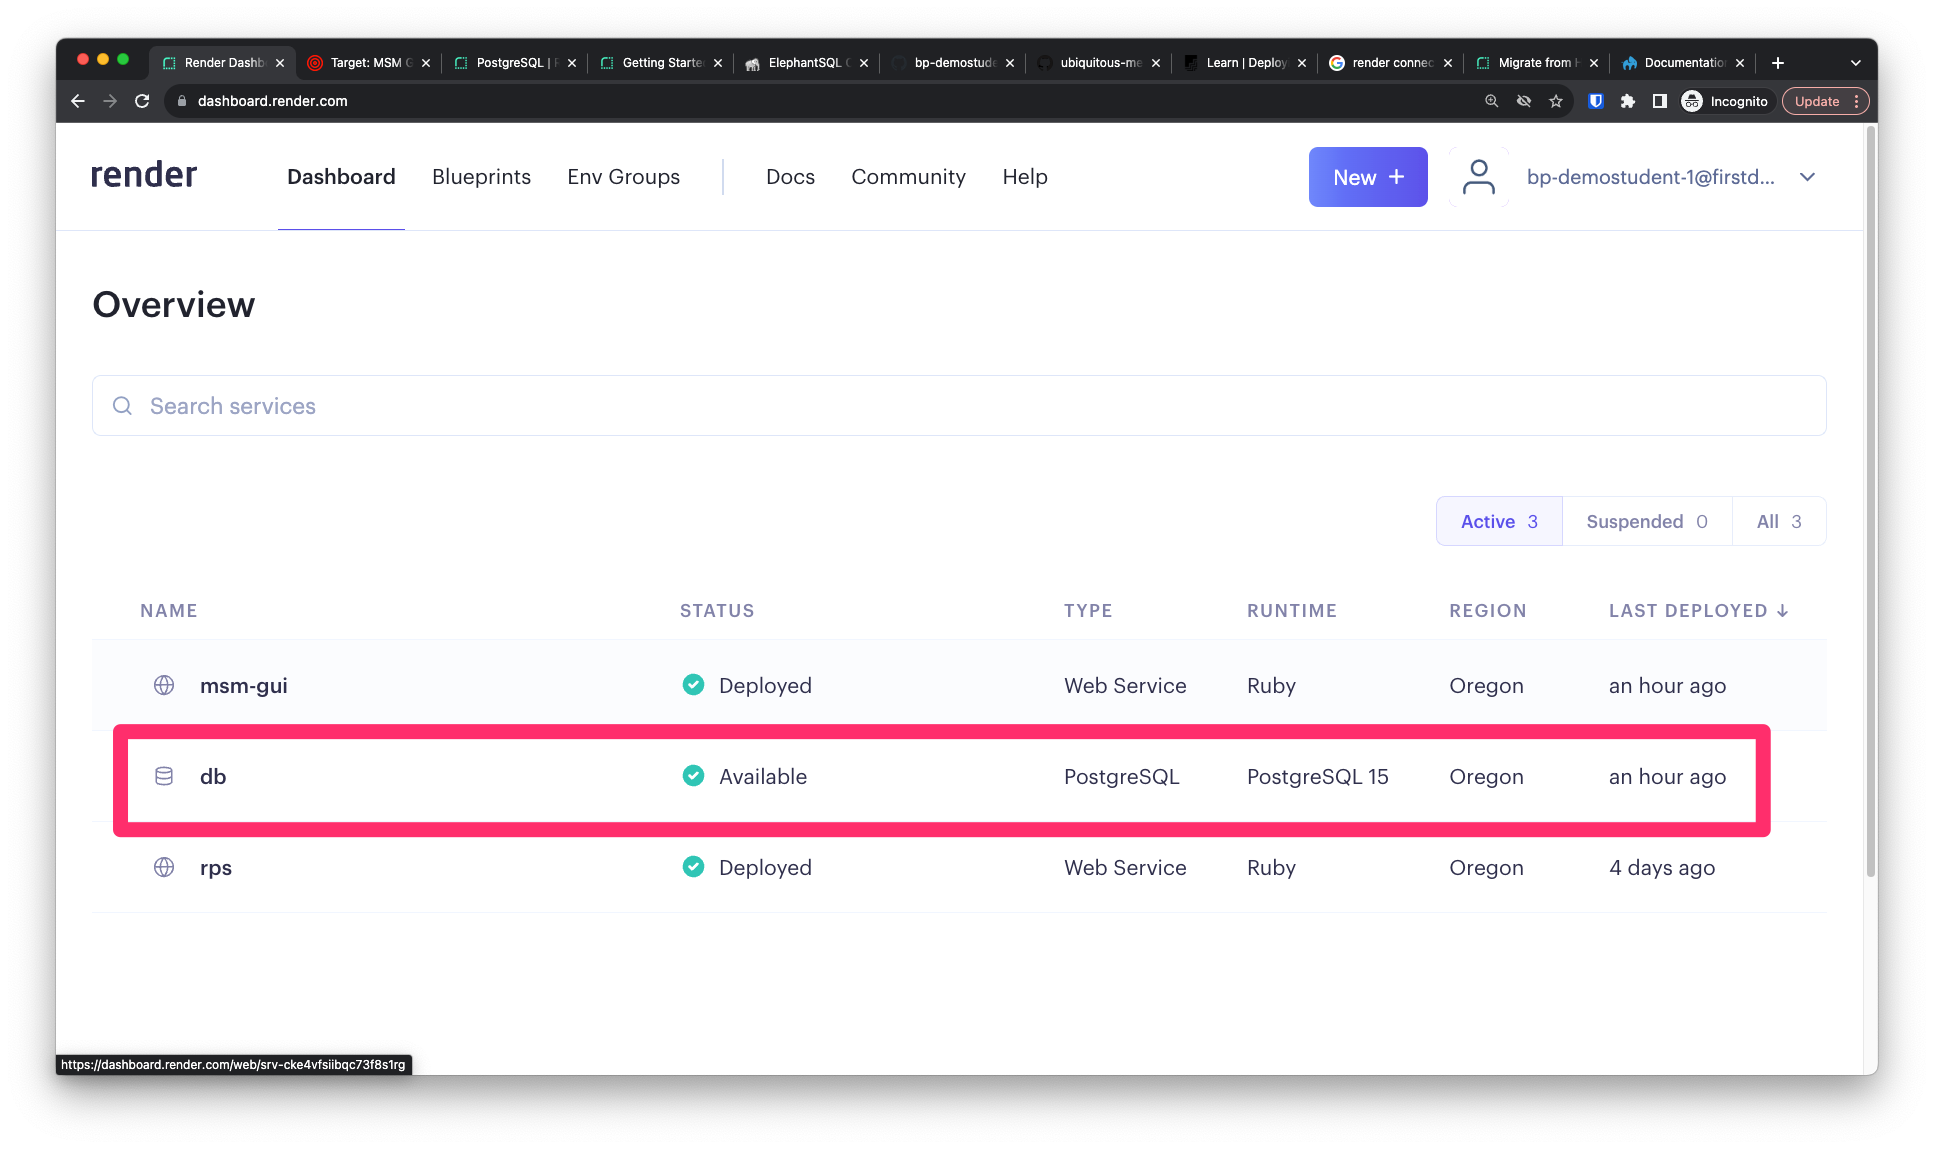 Render Dashb
Target: MSM G
PostgreSQL |
Getting Starte
ElephantSQL
bp-demostude
ubiquitous-me
Learn | Deploy
render connec
Migrate from
Documentation
dashboard.render.com
Incognito
Update
render
Dashboard
Blueprints
Env Groups
Docs
Community
Help
New +
bp-demostudent-1@firstd...
Overview
Search services
Active 3
Suspended 0
All 3
NAME STATUS TYPE RUNTIME REGION LAST DEPLOYED ↓
msm-gui Deployed Web Service Ruby Oregon an hour ago
db Available PostgreSQL PostgreSQL 15 Oregon an hour ago
rps Deployed Web Service Ruby Oregon 4 days ago
https://dashboard.render.com/web/srv-cke4vfsiibqc73f8s1rg